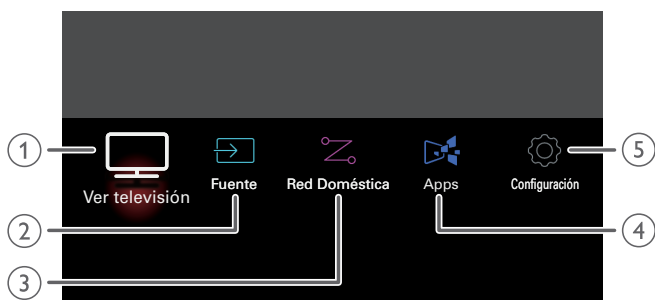 1
Ver televisión
Fuente
Red Doméstica
Apps
Configuración
5
2
4
3